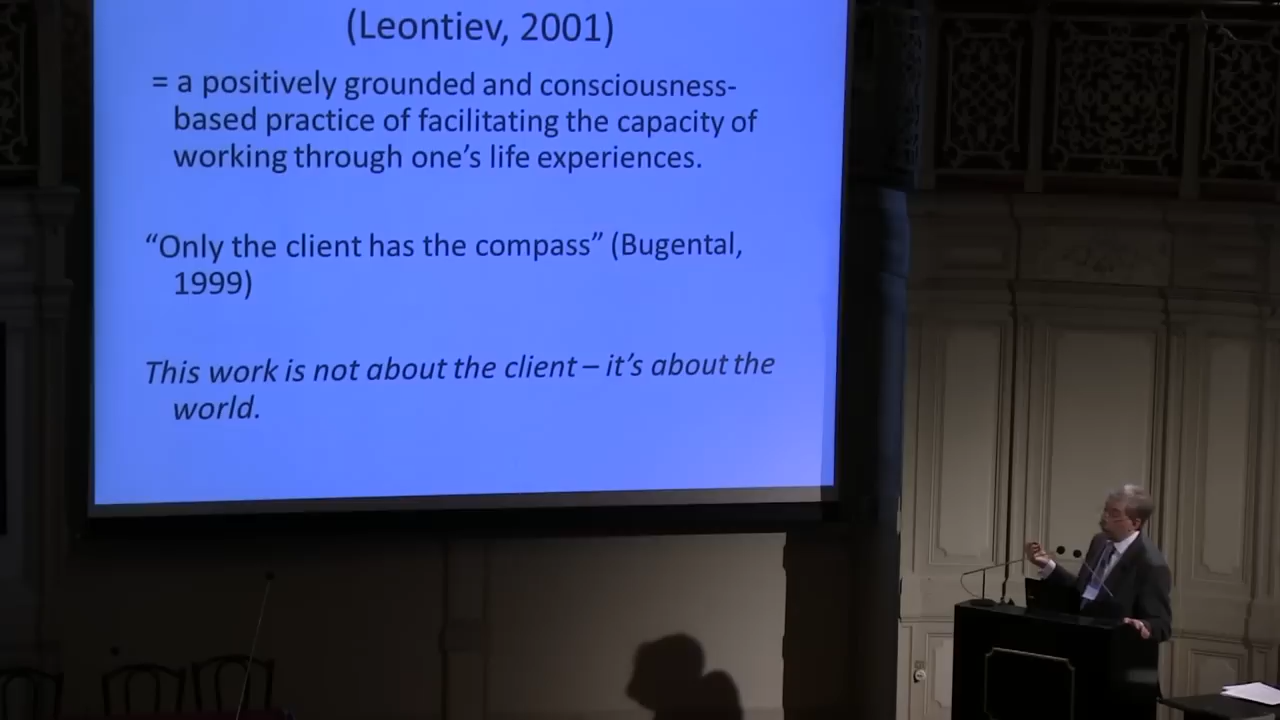 (Leontiev, 2001)
= a positively grounded and consciousness-
based practice of facilitating the capacity of
working through one’s life experiences.
“Only the client has the compass” (Bugental,
1999)
This work is not about the client – it’s about the
world.